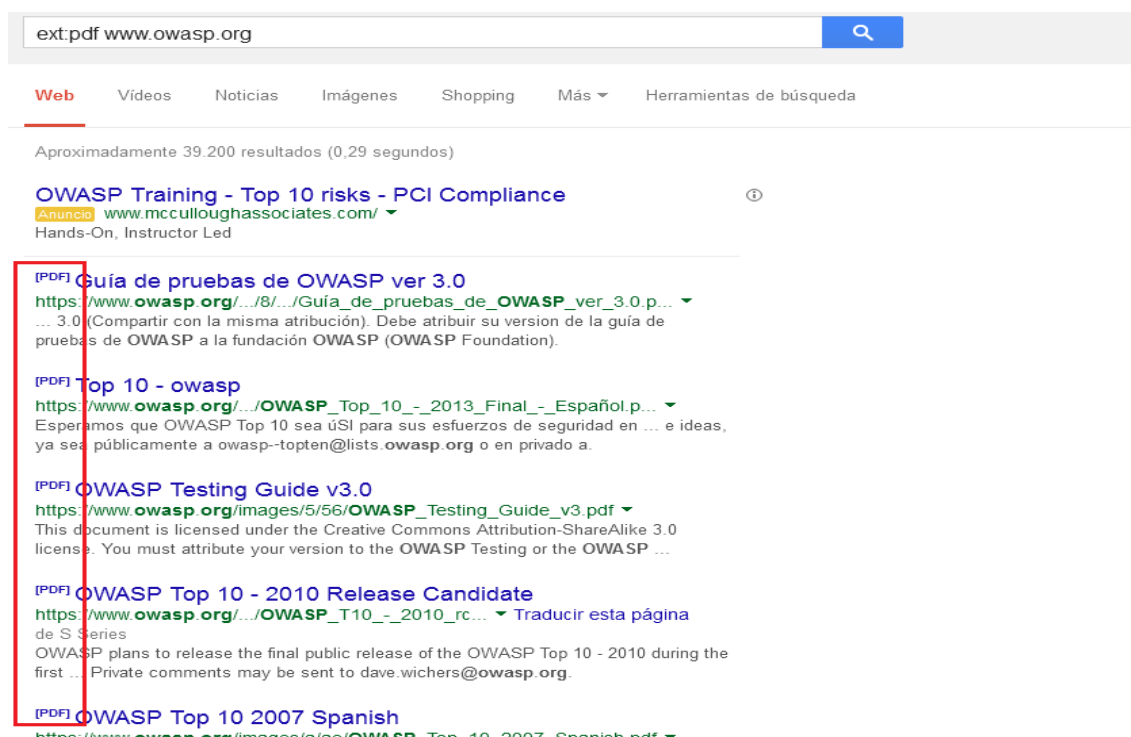 ext:pdf www.owasp.org
Web Vídeos Noticias Imágenes Shopping Más Herramientas de búsqueda
Aproximadamente 39.200 resultados (0,29 segundos)
OWASP Training - Top 10 risks - PCI Compliance
Anuncio www.mcculloughassociates.com/
Hands-On, Instructor Led
[PDF] Guía de pruebas de OWASP ver 3.0
https://www.owasp.org/.../8/.../Guía_de_pruebas_de_OWASP_ver_3.0.p...
... 3.0 (Compartir con la misma atribución). Debe atribuir su version de la guía de
pruebas de OWASP a la fundación OWASP (OWASP Foundation).
[PDF] Top 10 - owasp
https://www.owasp.org/.../OWASP_Top_10_-_2013_Final_-_Español.p...
Esperamos que OWASP Top 10 sea úSl para sus esfuerzos de seguridad en ... e ideas,
ya sea públicamente a owasp-‐topten@lists.owasp.org o en privado a.
[PDF] OWASP Testing Guide v3.0
https://www.owasp.org/images/5/56/OWASP_Testing_Guide_v3.pdf
This document is licensed under the Creative Commons Attribution-ShareAlike 3.0
license. You must attribute your version to the OWASP Testing or the OWASP ...
[PDF] OWASP Top 10 - 2010 Release Candidate
https://www.owasp.org/.../OWASP_T10_-_2010_rc... Traducir esta página
de S Series
OWASP plans to release the final public release of the OWASP Top 10 - 2010 during the
first ... Private comments may be sent to dave.wichers@owasp.org.
[PDF] OWASP Top 10 2007 Spanish